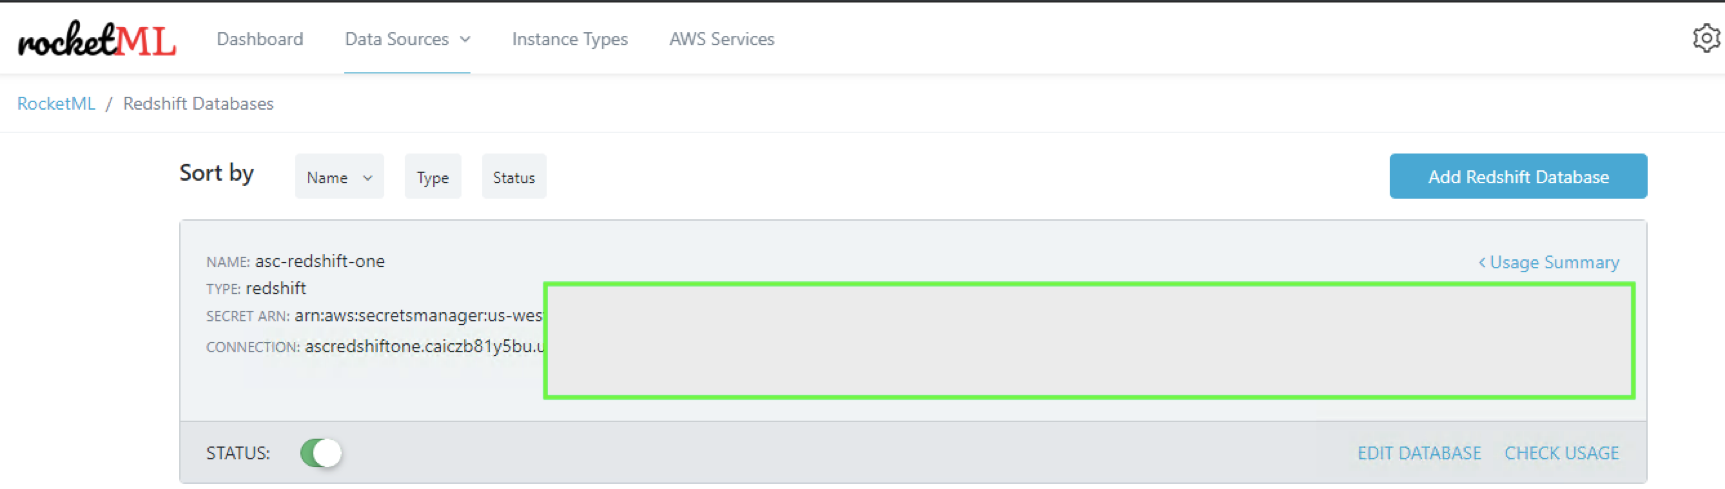 rocketML Dashboard Data Sources Instance Types AWS Services
RocketML / Redshift Databases
Sort by Name Type Status Add Redshift Database
NAME: asc-redshift-one < Usage Summary
TYPE: redshift
SECRET ARN: arn:aws:secretsmanager:us-wes
CONNECTION: ascredshiftone.caiczb81y5bu.u
STATUS: EDIT DATABASE CHECK USAGE